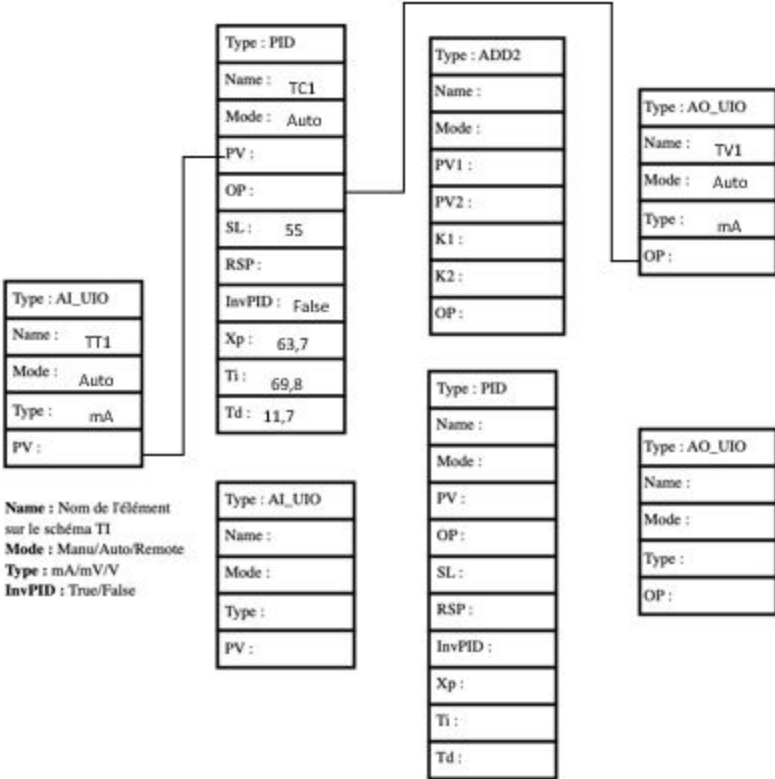 Type : PID
Name : TC1
Mode : Auto
PV :
OP :
SL : 55
RSP :
InvPID : False
Xp : 63,7
Ti : 69,8
Td : 11,7
Type : ADD2
Name :
Mode :
PV1 :
PV2 :
K1 :
K2 :
OP :
Type : AO_UIO
Name : TV1
Mode : Auto
Type : mA
OP :
Type : AI_UIO
Name : TT1
Mode : Auto
Type : mA
PV :
Name : Nom de l'élément
sur le schéma TI
Mode : Manu/Auto/Remote
Type : mA/mV/V
InvPID : True/False
Type : AI_UIO
Name :
Mode :
Type :
PV :
Type : PID
Name :
Mode :
PV :
OP :
SL :
RSP :
InvPID :
Xp :
Ti :
Td :
Type : AO_UIO
Name :
Mode :
Type :
OP :